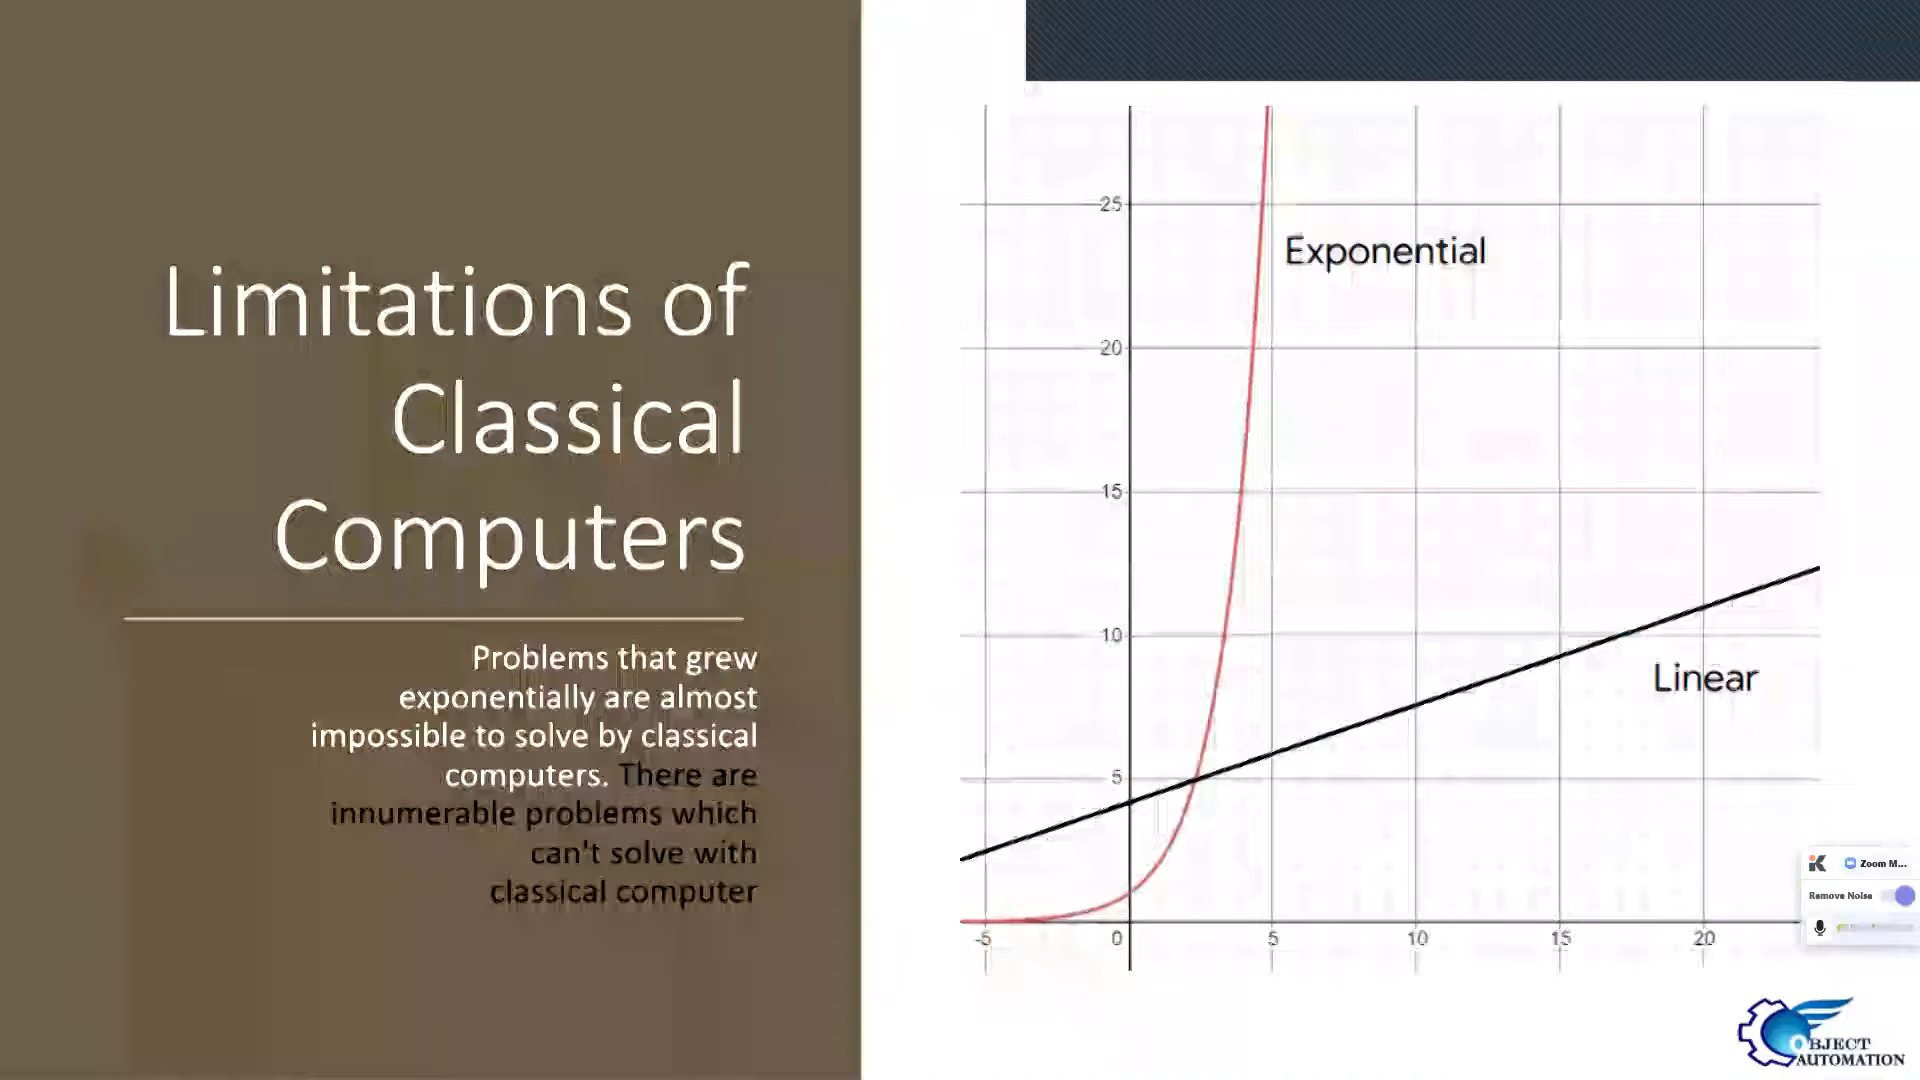 Limitations of
Classical
Computers
Problems that grew
exponentially are almost
impossible to solve by classical
computers. There are
innumerable problems which
can't solve with
classical computer
25
Exponential
20
15
10
Linear
5
-5
0
5
10
15
20
Zoom M...
Remove Noise
OBJECT
AUTOMATION